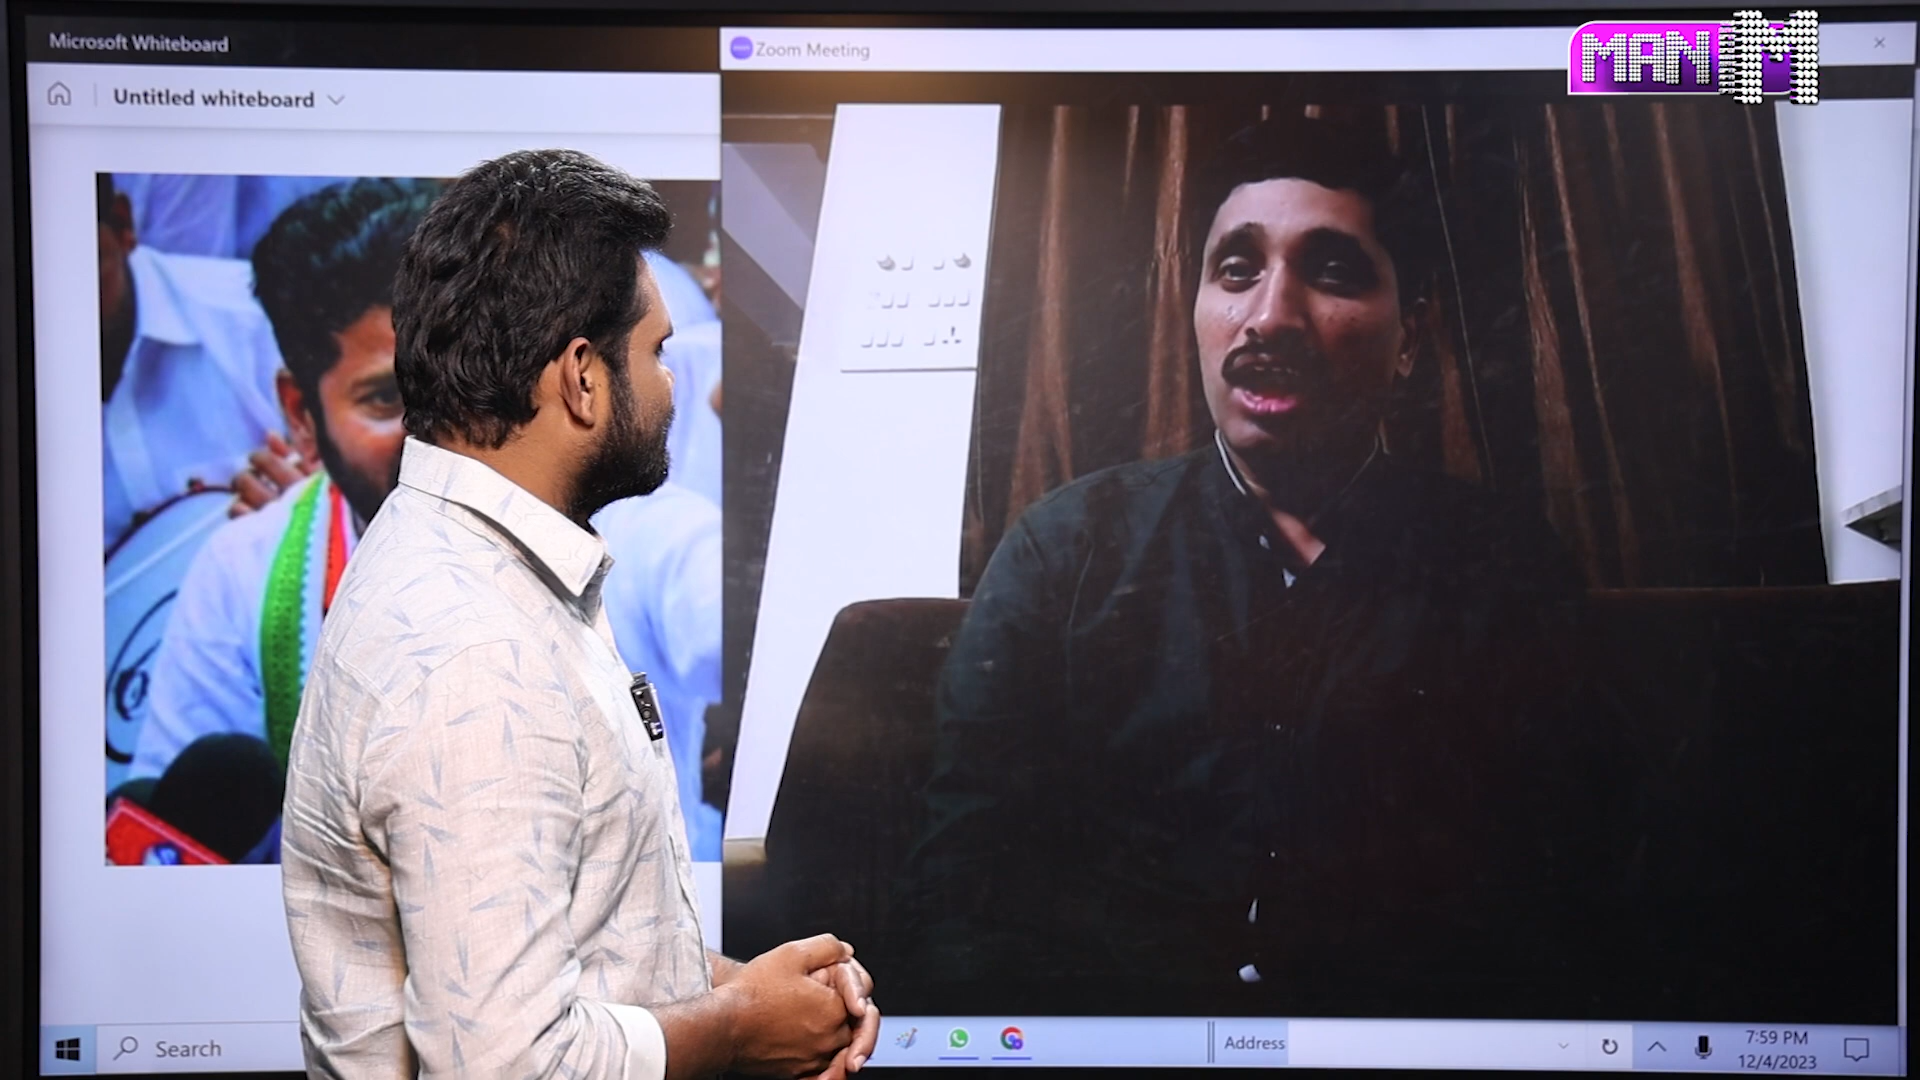 Microsoft Whiteboard
Zoom Meeting
MAN M
Untitled whiteboard
Search
Address
7:59 PM
12/4/2023